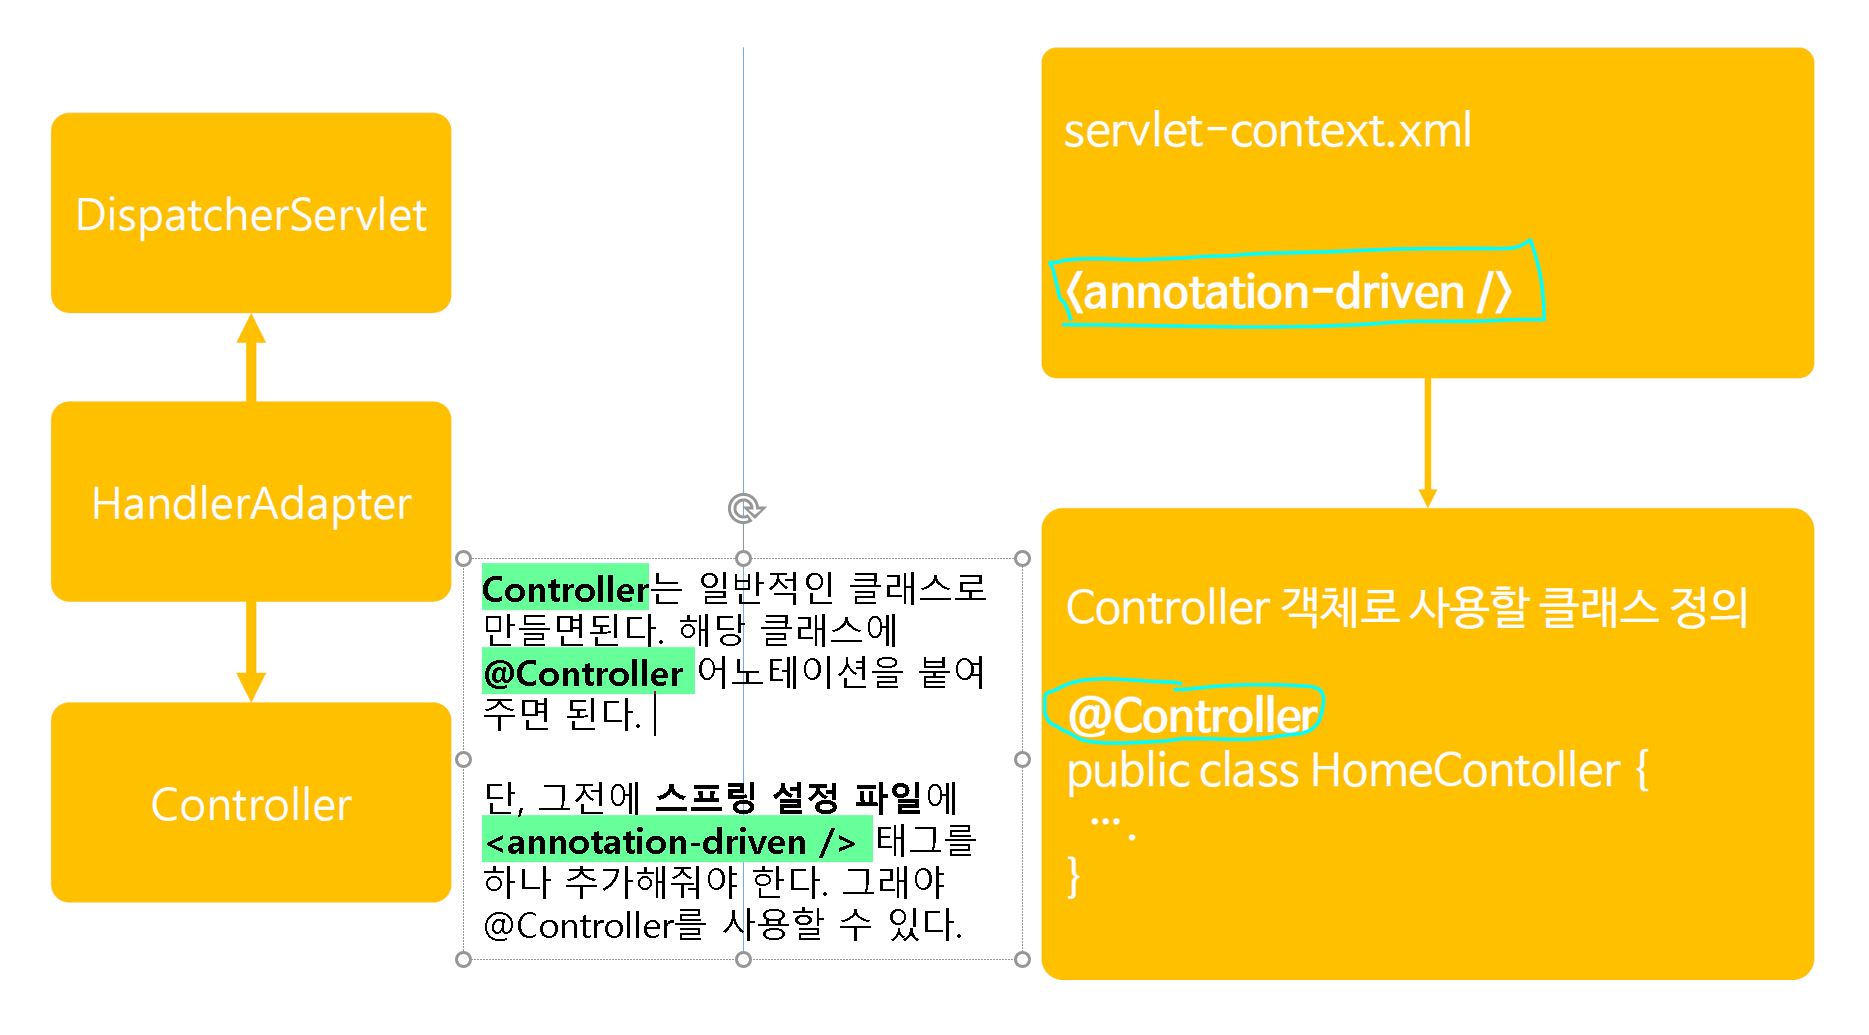 DispatcherServlet
HandlerAdapter
Controller
Controller는 일반적인 클래스로
만들면된다. 해당 클래스에
@Controller 어노테이션을 붙여
주면 된다.
단, 그전에 스프링 설정 파일에
<annotation-driven /> 태그를
하나 추가해줘야 한다. 그래야
@Controller를 사용할 수 있다.
servlet-context.xml
<annotation-driven />
Controller 객체로 사용할 클래스 정의
@Controller
public class HomeContoller {
….
}